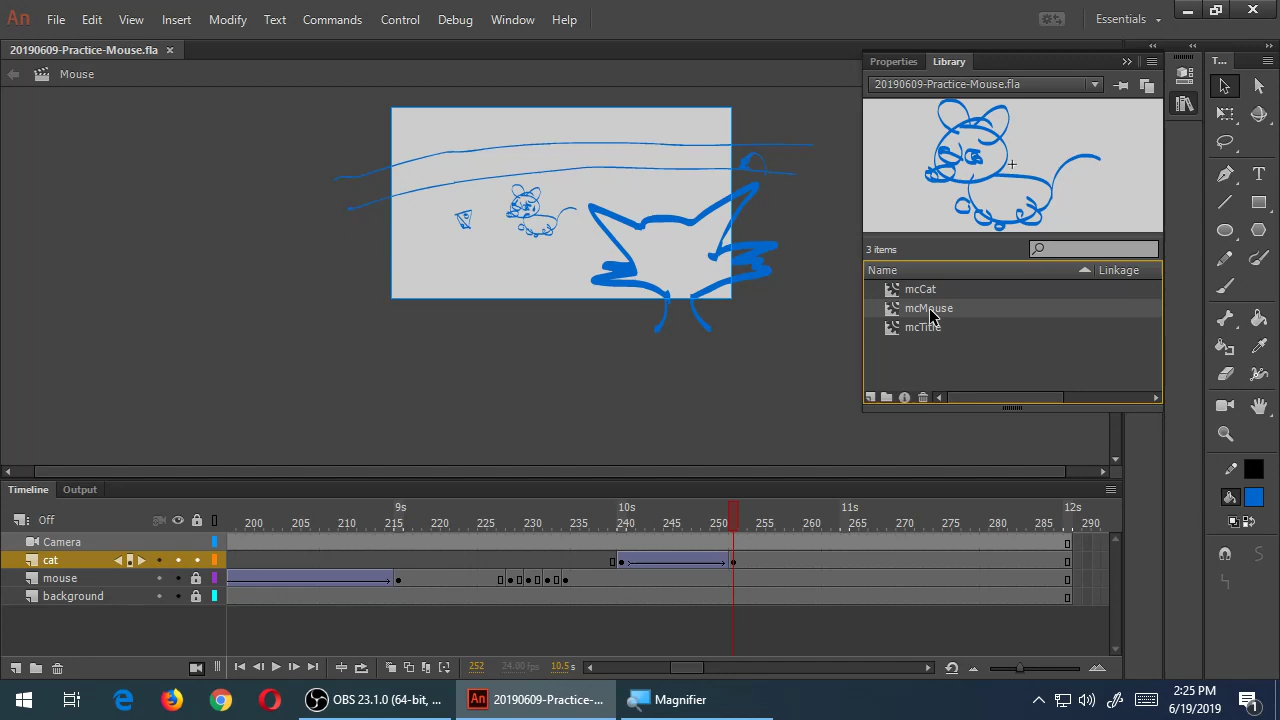 An File Edit View Insert Modify Text Commands Control Debug Window Help Essentials
20190609-Practice-Mouse.fla ×
Mouse
Properties Library
20190609-Practice-Mouse.fla
T...
T
3 items
Name Linkage
mcCat
mcMouse
mcTitle
Timeline Output
Off
9s 10s 11s 12s
200 205 210 215 220 225 230 235 240 245 250 255 260 265 270 275 280 285 290
Camera
cat
mouse
background
252 24.00 fps 10.5 s
OBS 23.1.0 (64-bit, ...
An 20190609-Practice-...
Magnifier
2:25 PM
6/19/2019
1